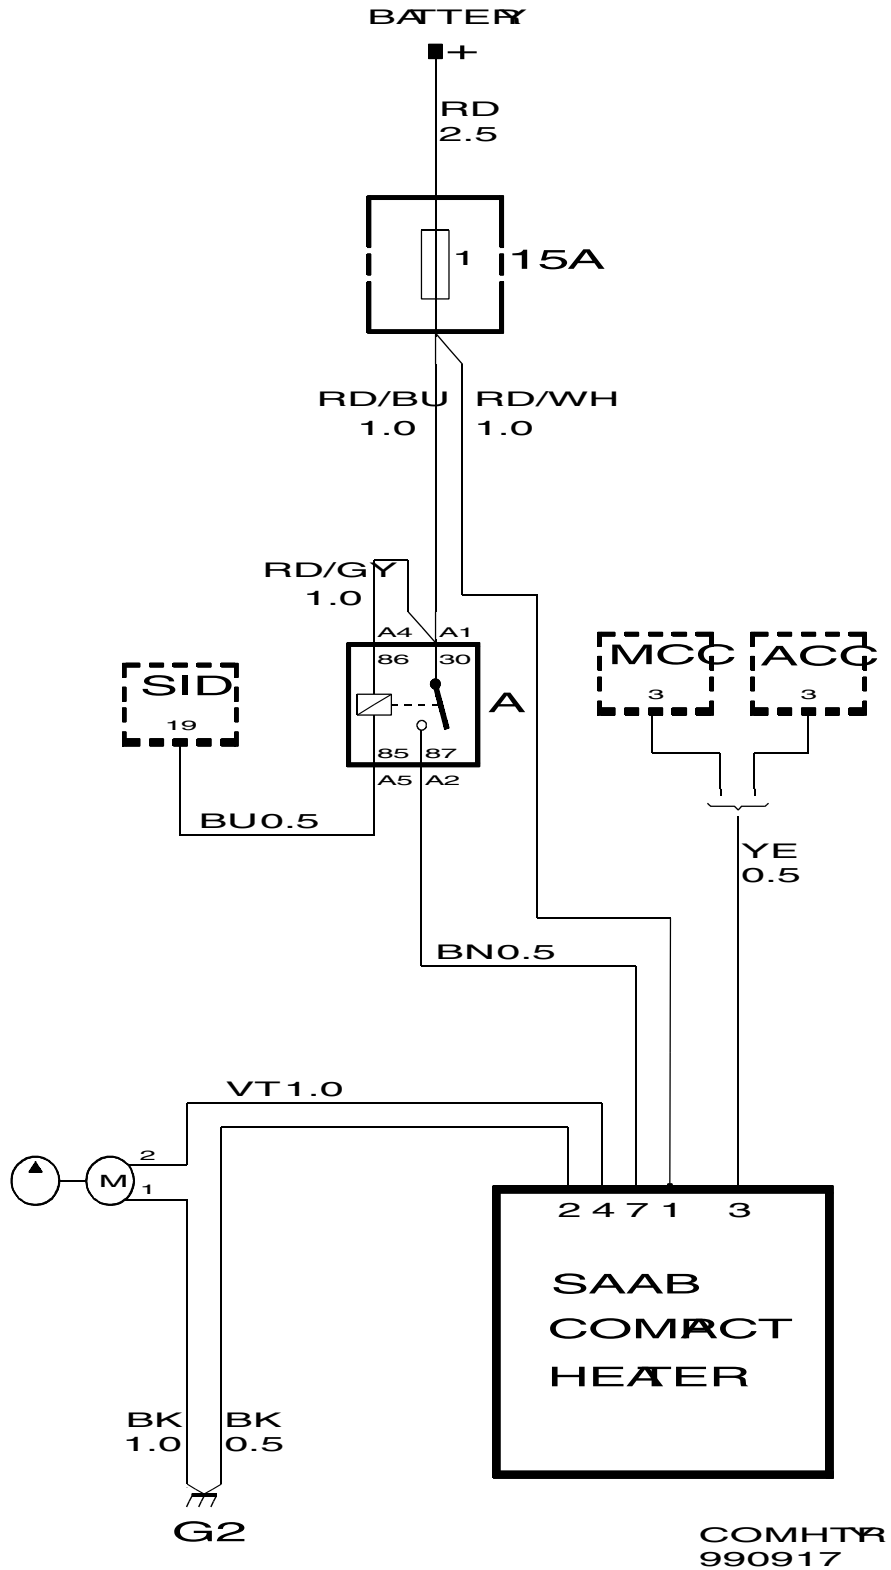 BATTERY
+
RD
2.5
1
15A
RD/BU
1.0
RD/WH
1.0
RD/GY
1.0
A4 A1
86 30
A
85 87
A5 A2
SID
19
BU0.5
MCC
3
ACC
3
YE
0.5
BN0.5
VT1.0
2
M
1
2 4 7 1 3
SAAB
COMPACT
HEATER
BK
1.0
BK
0.5
G2
COMHTRY
990917